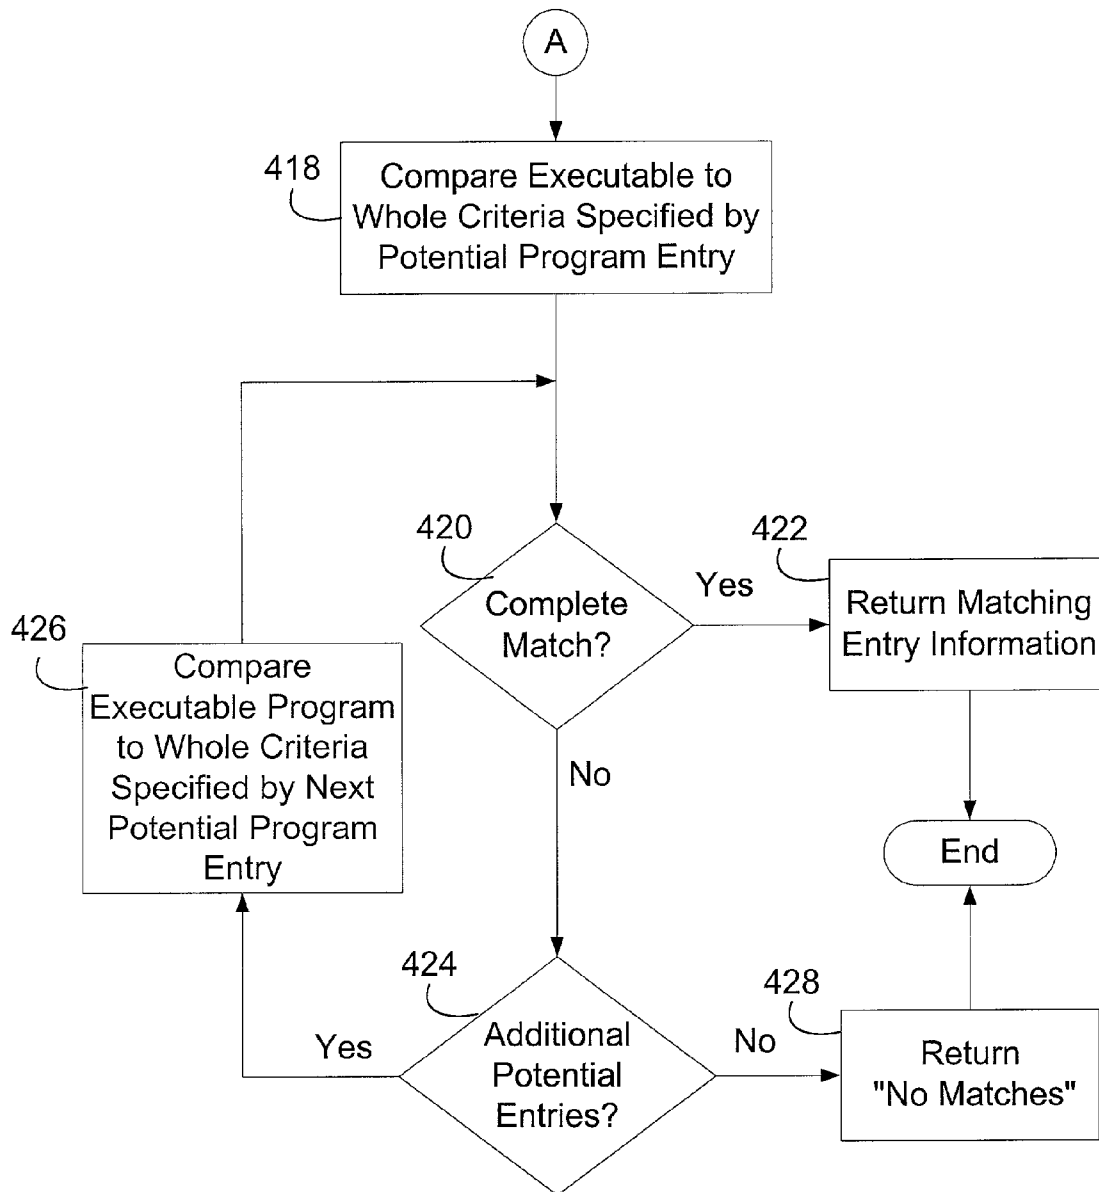 A
418
Compare Executable to
Whole Criteria Specified by
Potential Program Entry
420
Complete
Match?
Yes
422
Return Matching
Entry Information
426
Compare
Executable Program
to Whole Criteria
Specified by Next
Potential Program
Entry
No
End
424
Additional
Potential
Entries?
Yes
No
428
Return
"No Matches"